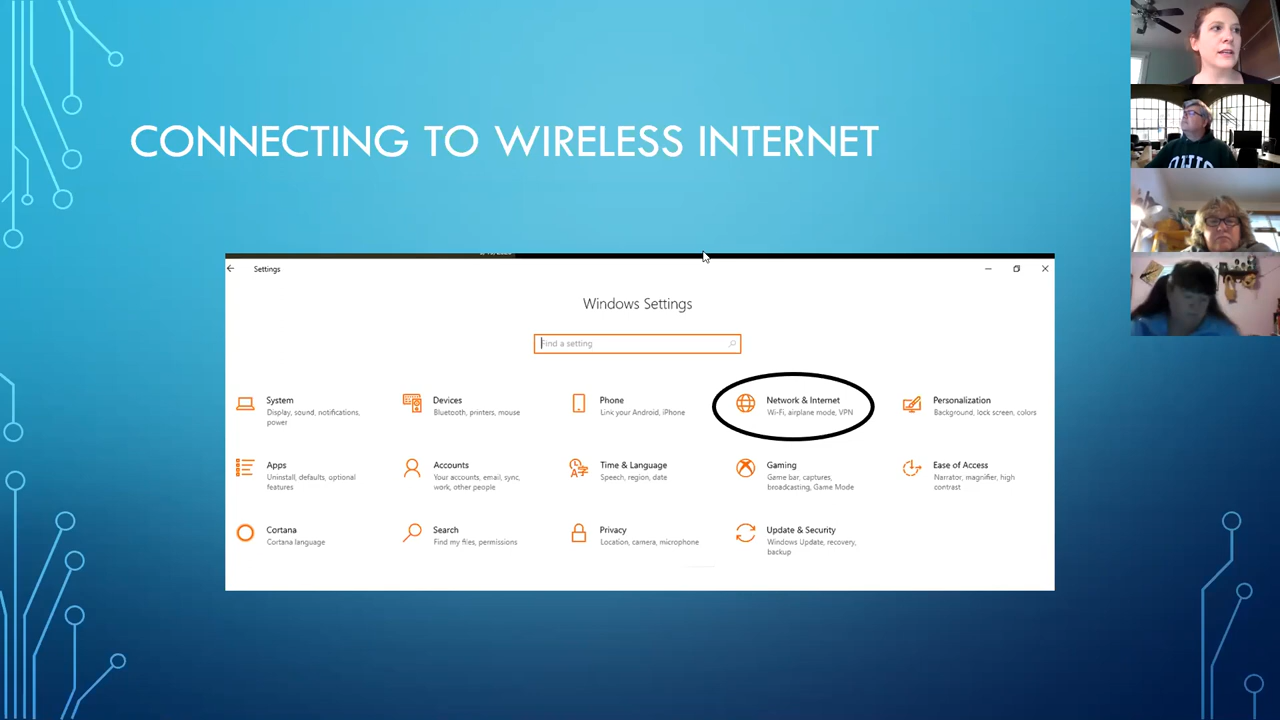 CONNECTING TO WIRELESS INTERNET
Settings
Windows Settings
Find a setting
System
Display, sound, notifications,
power
Devices
Bluetooth, printers, mouse
Phone
Link your Android, iPhone
Network & Internet
Wi-Fi, airplane mode, VPN
Personalization
Background, lock screen, colors
Apps
Uninstall, defaults, optional
features
Accounts
Your accounts, email, sync,
work, other people
Time & Language
Speech, region, date
Gaming
Game bar, captures,
broadcasting, Game Mode
Ease of Access
Narrator, magnifier, high
contrast
Cortana
Cortana language
Search
Find my files, permissions
Privacy
Location, camera, microphone
Update & Security
Windows Update, recovery,
backup